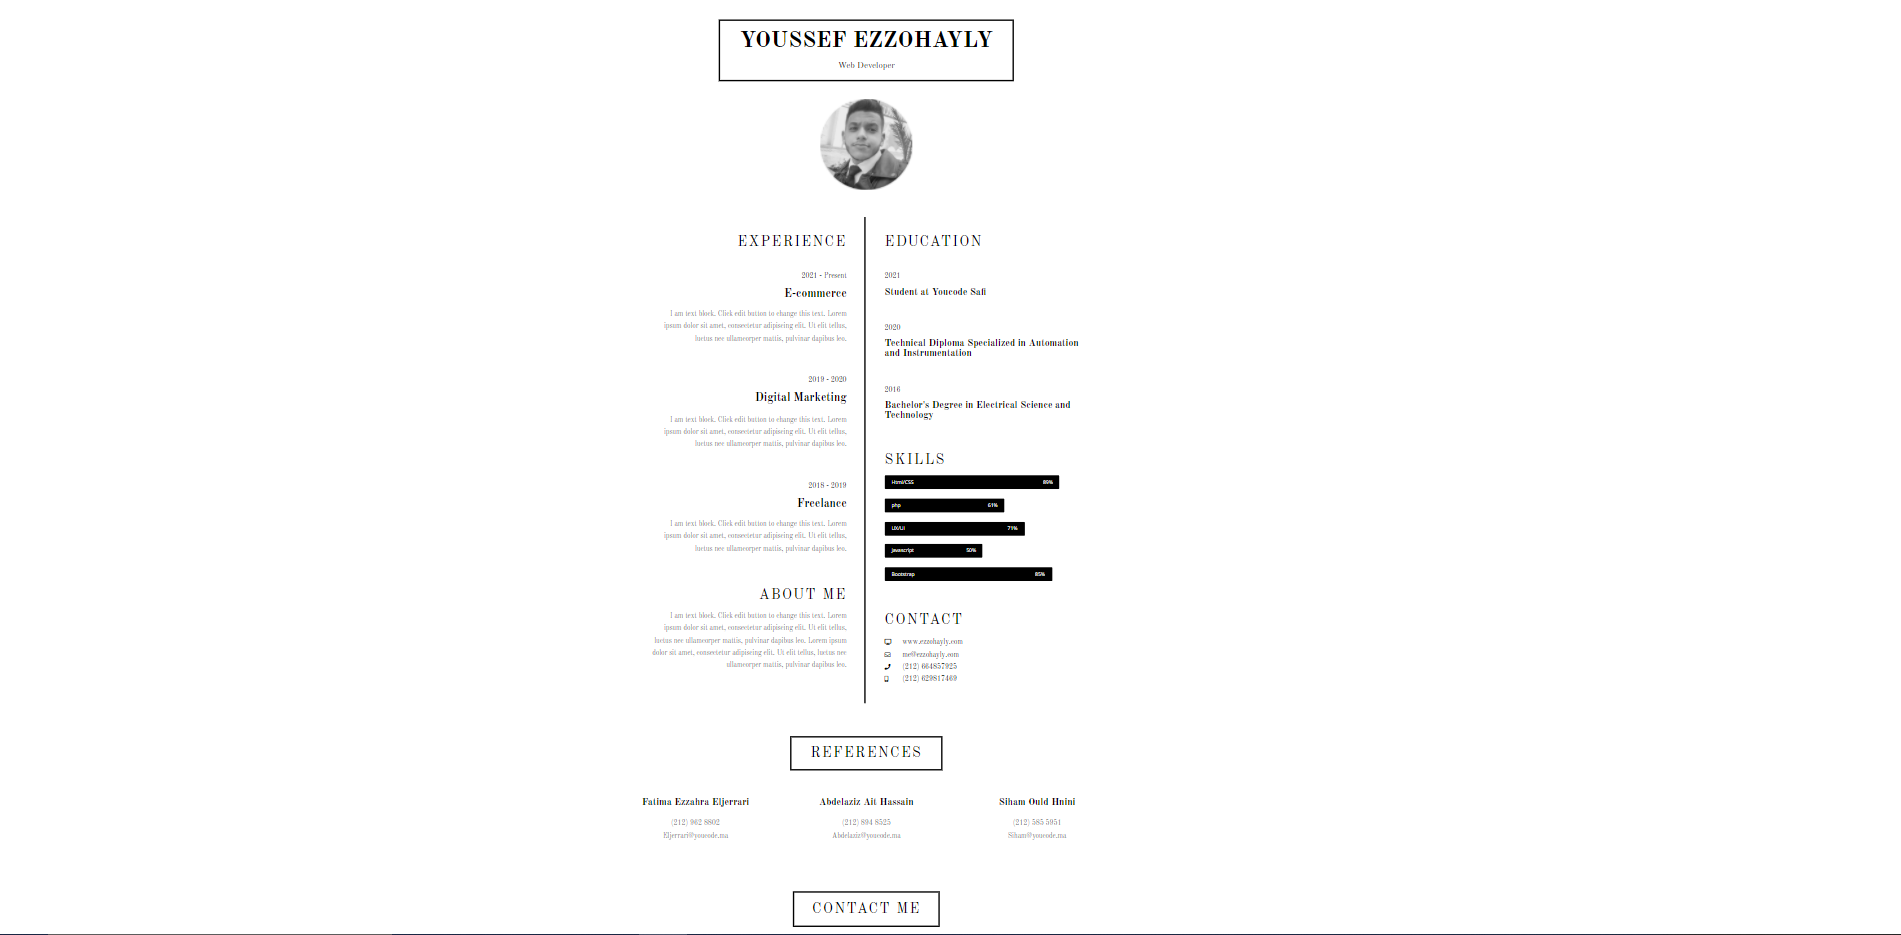 YOUSSEF EZZOHAYLY
Web Developer
EXPERIENCE
2021 - Present
E-commerce
I am text block. Click edit button to change this text. Lorem
ipsum dolor sit amet, consectetur adipiscing elit. Ut elit tellus,
luctus nec ullamcorper mattis, pulvinar dapibus leo.
2019 - 2020
Digital Marketing
I am text block. Click edit button to change this text. Lorem
ipsum dolor sit amet, consectetur adipiscing elit. Ut elit tellus,
luctus nec ullamcorper mattis, pulvinar dapibus leo.
2018 - 2019
Freelance
I am text block. Click edit button to change this text. Lorem
ipsum dolor sit amet, consectetur adipiscing elit. Ut elit tellus,
luctus nec ullamcorper mattis, pulvinar dapibus leo.
ABOUT ME
I am text block. Click edit button to change this text. Lorem
ipsum dolor sit amet, consectetur adipiscing elit. Ut elit tellus,
luctus nec ullamcorper mattis, pulvinar dapibus leo. Lorem ipsum
dolor sit amet, consectetur adipiscing elit. Ut elit tellus, luctus nec
ullamcorper mattis, pulvinar dapibus leo.
EDUCATION
2021
Student at Youcode Safi
2020
Technical Diploma Specialized in Automation
and Instrumentation
2016
Bachelor's Degree in Electrical Science and
Technology
SKILLS
Html/CSS 89%
php 61%
UX/UI 71%
Javascript 50%
Bootstrap 85%
CONTACT
www.ezzohayly.com
me@ezzohayly.com
(212) 664857925
(212) 629817469
REFERENCES
Fatima Ezzahra Eljerrari
(212) 962 8802
Eljerrari@youcode.ma
Abdelaziz Ait Hassain
(212) 894 8525
Abdelaziz@youcode.ma
Siham Ould Hnini
(212) 585 5951
Siham@youcode.ma
CONTACT ME